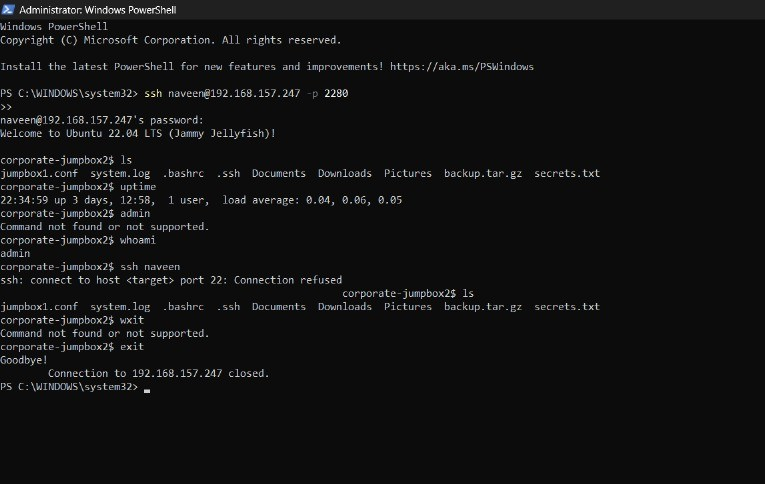 Administrator: Windows PowerShell
Windows PowerShell
Copyright (C) Microsoft Corporation. All rights reserved.
Install the latest PowerShell for new features and improvements! https://aka.ms/PSWindows
PS C:\WINDOWS\system32> ssh naveen@192.168.157.247 -p 2280
>>
naveen@192.168.157.247's password:
Welcome to Ubuntu 22.04 LTS (Jammy Jellyfish)!
corporate-jumpbox2$ ls
jumpbox1.conf  system.log  .bashrc  .ssh  Documents  Downloads  Pictures  backup.tar.gz  secrets.txt
corporate-jumpbox2$ uptime
22:34:59 up 3 days, 12:58,  1 user,  load average: 0.04, 0.06, 0.05
corporate-jumpbox2$ admin
Command not found or not supported.
corporate-jumpbox2$ whoami
admin
corporate-jumpbox2$ ssh naveen
ssh: connect to host <target> port 22: Connection refused
corporate-jumpbox2$ ls
jumpbox1.conf  system.log  .bashrc  .ssh  Documents  Downloads  Pictures  backup.tar.gz  secrets.txt
corporate-jumpbox2$ wxit
Command not found or not supported.
corporate-jumpbox2$ exit
Goodbye!
Connection to 192.168.157.247 closed.
PS C:\WINDOWS\system32>